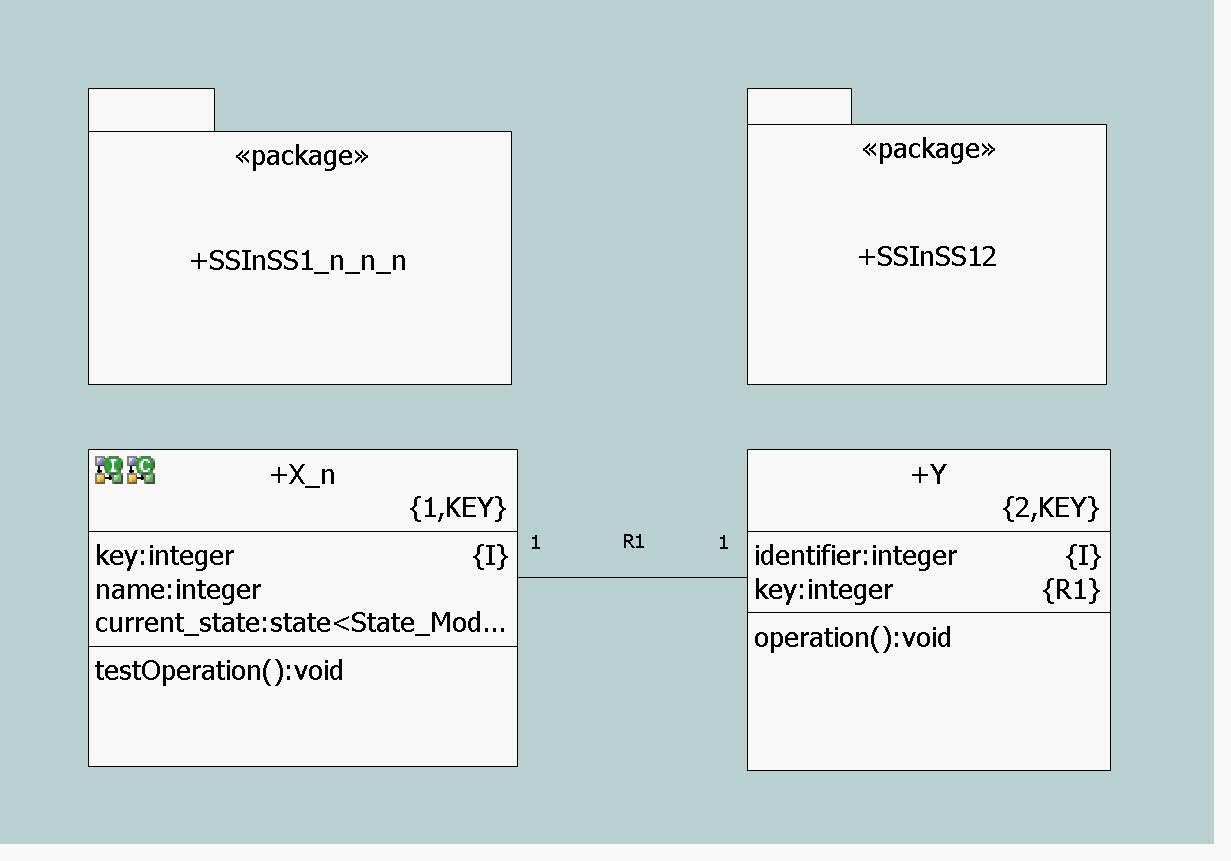 «package»
+SSInSS1_n_n_n
«package»
+SSInSS12
+X_n
{1,KEY}
key:integer {I}
name:integer
current_state:state<State_Mod...
testOperation():void
1 R1 1
+Y
{2,KEY}
identifier:integer {I}
key:integer {R1}
operation():void